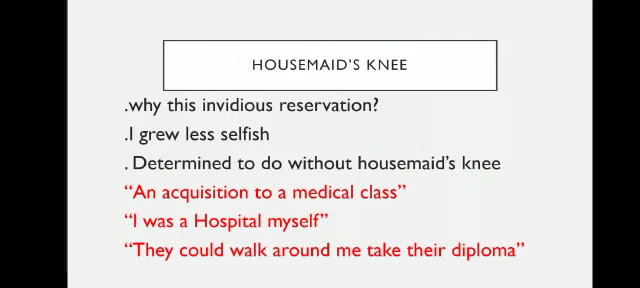 HOUSEMAID'S KNEE
.why this invidious reservation?
.I grew less selfish
. Determined to do without housemaid's knee
“An acquisition to a medical class”
“I was a Hospital myself”
“They could walk around me take their diploma”